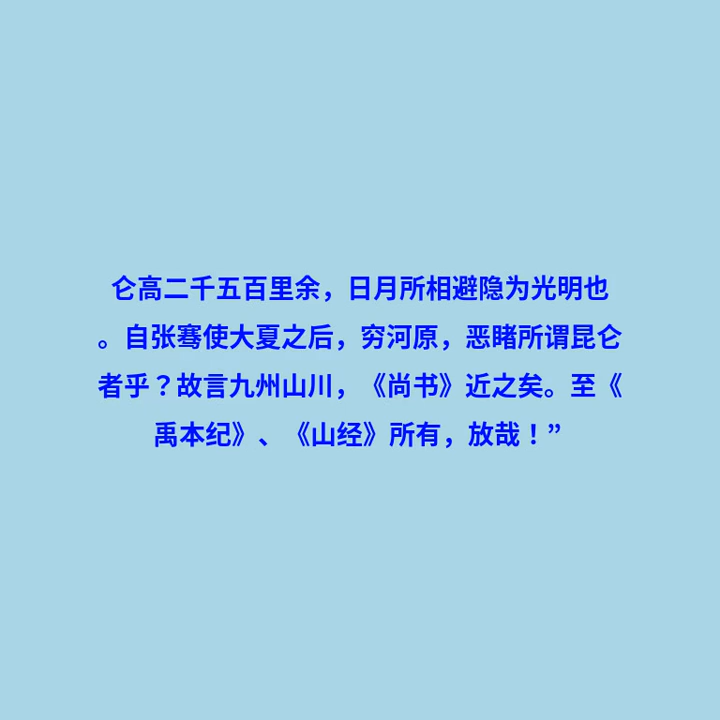 仑高二千五百里余，日月所相避隐为光明也
。自张骞使大夏之后，穷河原，恶睹所谓昆仑
者乎？故言九州山川，《尚书》近之矣。至《
禹本纪》、《山经》所有，放哉！”